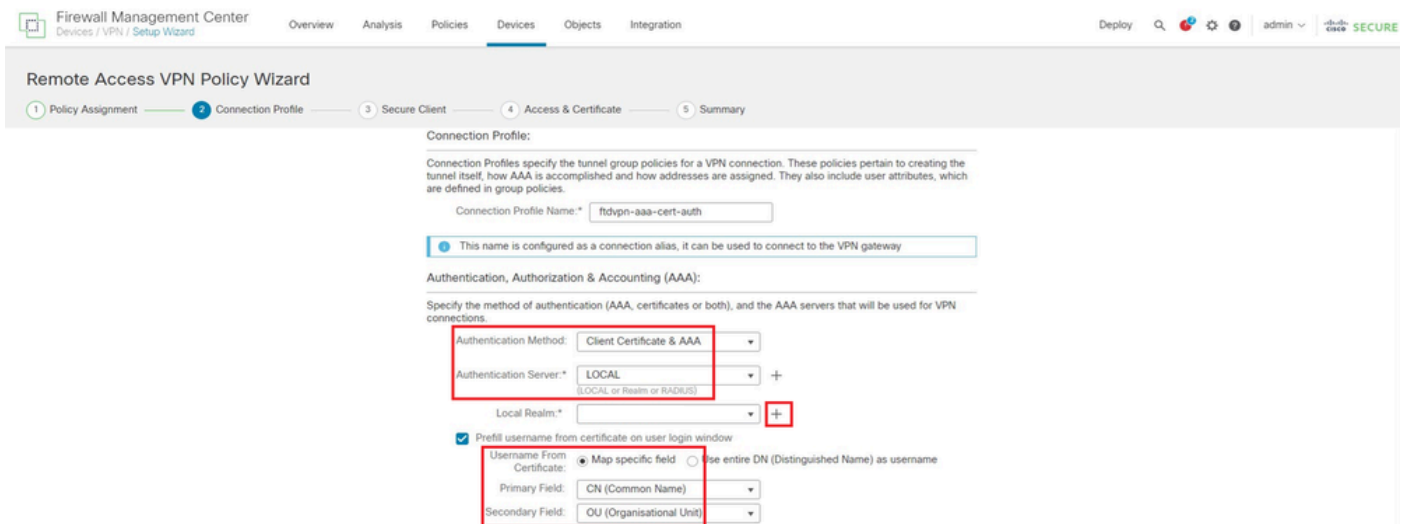 Firewall Management Center
Devices / VPN / Setup Wizard
Overview Analysis Policies Devices Objects Integration
Deploy admin cisco SECURE
Remote Access VPN Policy Wizard
1 Policy Assignment 2 Connection Profile 3 Secure Client 4 Access & Certificate 5 Summary
Connection Profile:
Connection Profiles specify the tunnel group policies for a VPN connection. These policies pertain to creating the
tunnel itself, how AAA is accomplished and how addresses are assigned. They also include user attributes, which
are defined in group policies.
Connection Profile Name:* ftdvpn-aaa-cert-auth
This name is configured as a connection alias, it can be used to connect to the VPN gateway
Authentication, Authorization & Accounting (AAA):
Specify the method of authentication (AAA, certificates or both), and the AAA servers that will be used for VPN
connections.
Authentication Method: Client Certificate & AAA
Authentication Server:* LOCAL
(LOCAL or Realm or RADIUS)
Local Realm:*
Prefill username from certificate on user login window
Username From
Certificate: Map specific field Use entire DN (Distinguished Name) as username
Primary Field: CN (Common Name)
Secondary Field: OU (Organisational Unit)